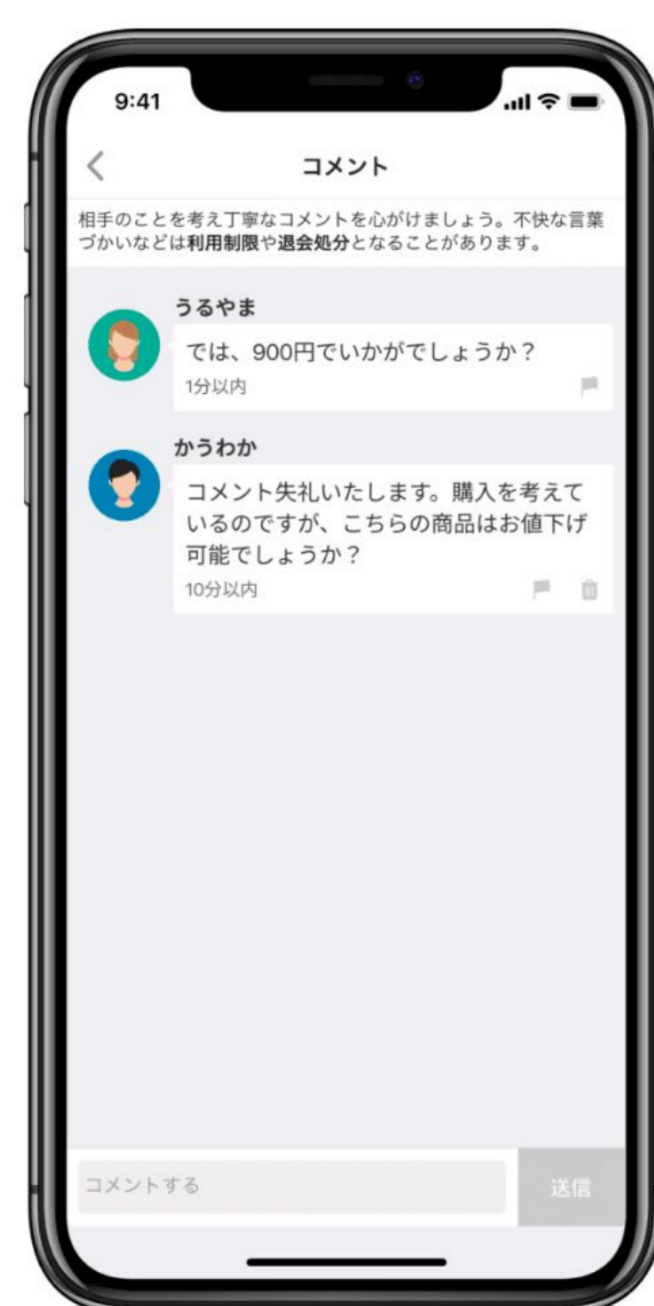 9:41
コメント
相手のことを考え丁寧なコメントを心がけましょう。不快な言葉
づかいなどは利用制限や退会処分となることがあります。
うるやま
では、900円でいかがでしょうか？
1分以内
かうわか
コメント失礼いたします。購入を考えて
いるのですが、こちらの商品はお値下げ
可能でしょうか？
10分以内
コメントする
送信